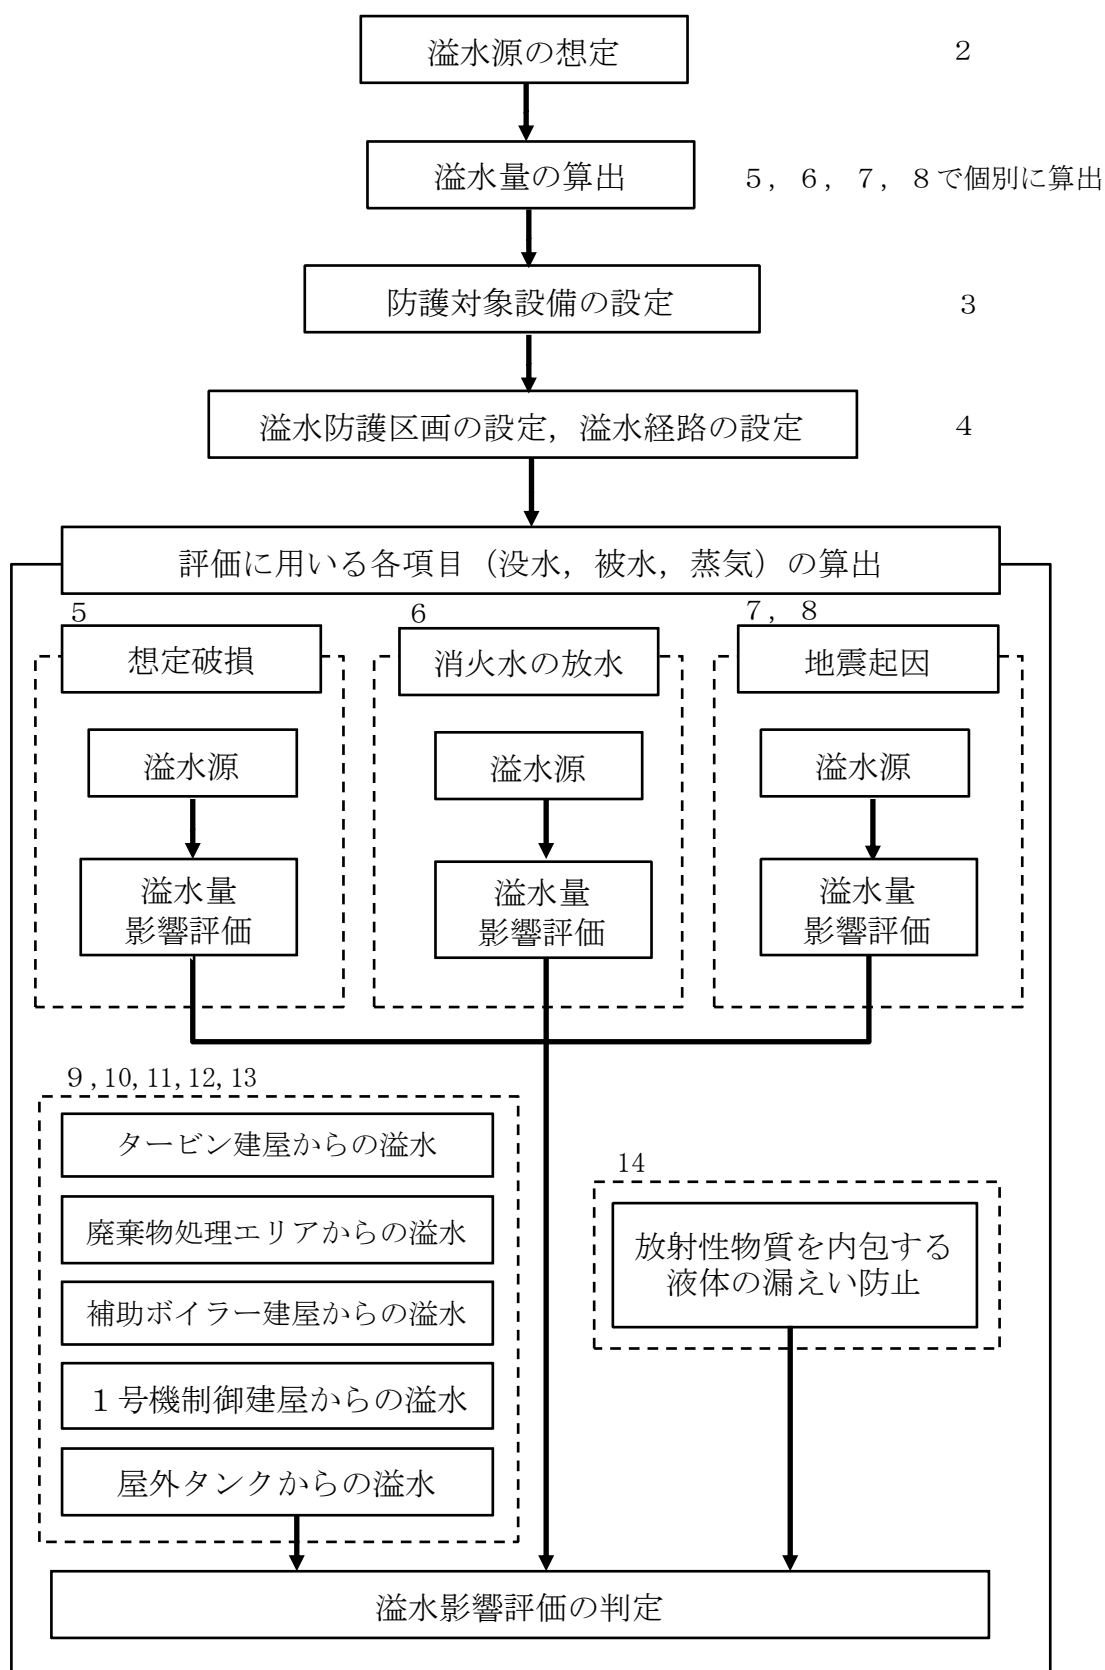 溢水源の想定
2
溢水量の算出
5, 6, 7, 8で個別に算出
防護対象設備の設定
3
溢水防護区画の設定，溢水経路の設定
4
評価に用いる各項目（没水，被水，蒸気）の算出
5
想定破損
溢水源
溢水量
影響評価
6
消火水の放水
溢水源
溢水量
影響評価
7, 8
地震起因
溢水源
溢水量
影響評価
9,10,11,12,13
タービン建屋からの溢水
廃棄物処理エリアからの溢水
補助ボイラー建屋からの溢水
１号機制御建屋からの溢水
屋外タンクからの溢水
14
放射性物質を内包する
液体の漏えい防止
溢水影響評価の判定